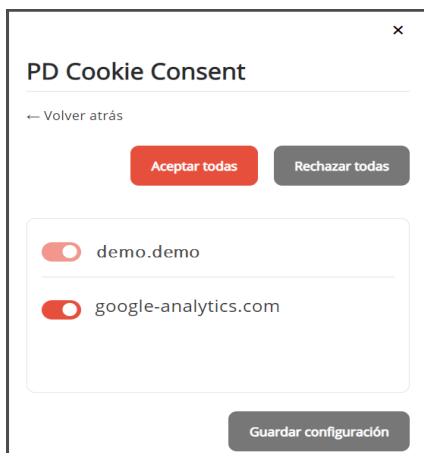 ×
PD Cookie Consent
← Volver atrás
Aceptar todas Rechazar todas
demo.demo
google-analytics.com
Guardar configuración